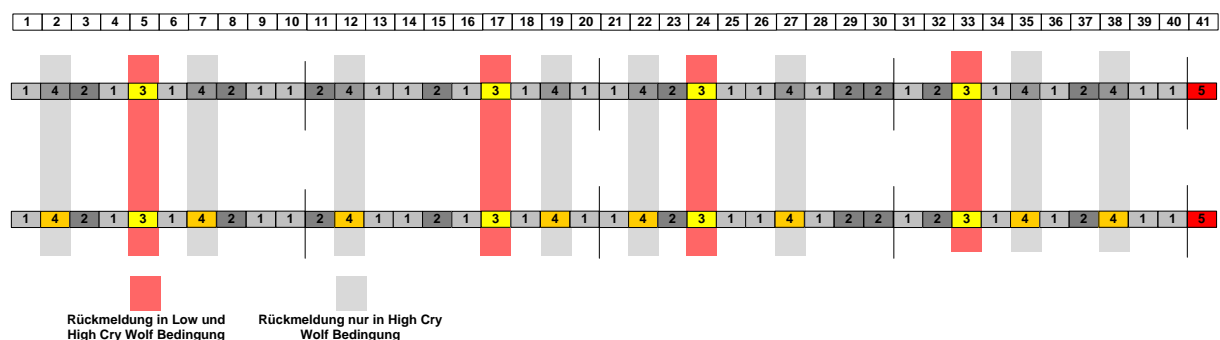 1 2 3 4 5 6 7 8 9 10 11 12 13 14 15 16 17 18 19 20 21 22 23 24 25 26 27 28 29 30 31 32 33 34 35 36 37 38 39 40 41
1 4 2 1 3 1 4 2 1 1 2 4 1 1 2 1 3 1 4 1 1 4 2 3 1 1 4 1 2 2 1 2 3 1 4 1 2 4 1 1 5
1 4 2 1 3 1 4 2 1 1 2 4 1 1 2 1 3 1 4 1 1 4 2 3 1 1 4 1 2 2 1 2 3 1 4 1 2 4 1 1 5
Rückmeldung in Low und
High Cry Wolf Bedingung
Rückmeldung nur in High Cry
Wolf Bedingung